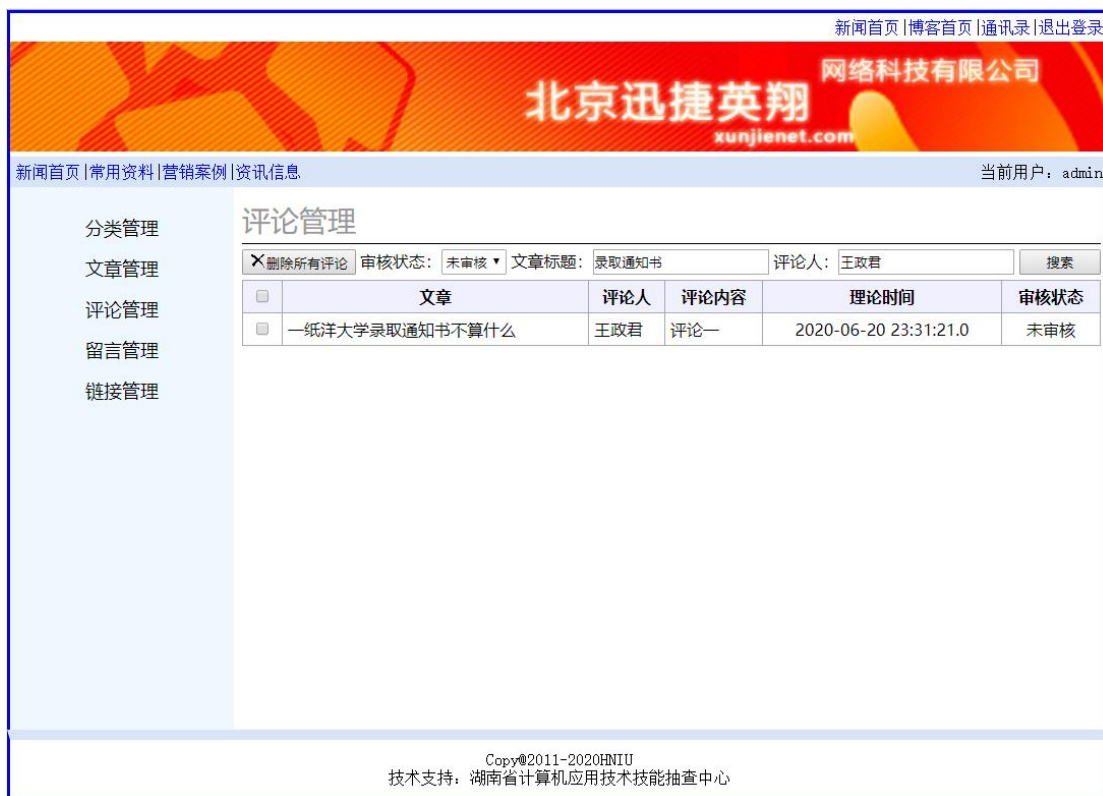 新闻首页|博客首页|通讯录|退出登录
网络科技有限公司
北京迅捷英翔
xunjienet.com
新闻首页|常用资料|营销案例|资讯信息 当前用户：admin
分类管理
文章管理
评论管理
留言管理
链接管理
评论管理
删除所有评论 审核状态： 未审核 文章标题： 录取通知书 评论人： 王政君 搜索
文章 评论人 评论内容 理论时间 审核状态
一纸洋大学录取通知书不算什么 王政君 评论一 2020-06-20 23:31:21.0 未审核
Copy@2011-2020HNIU
技术支持：湖南省计算机应用技术技能抽查中心